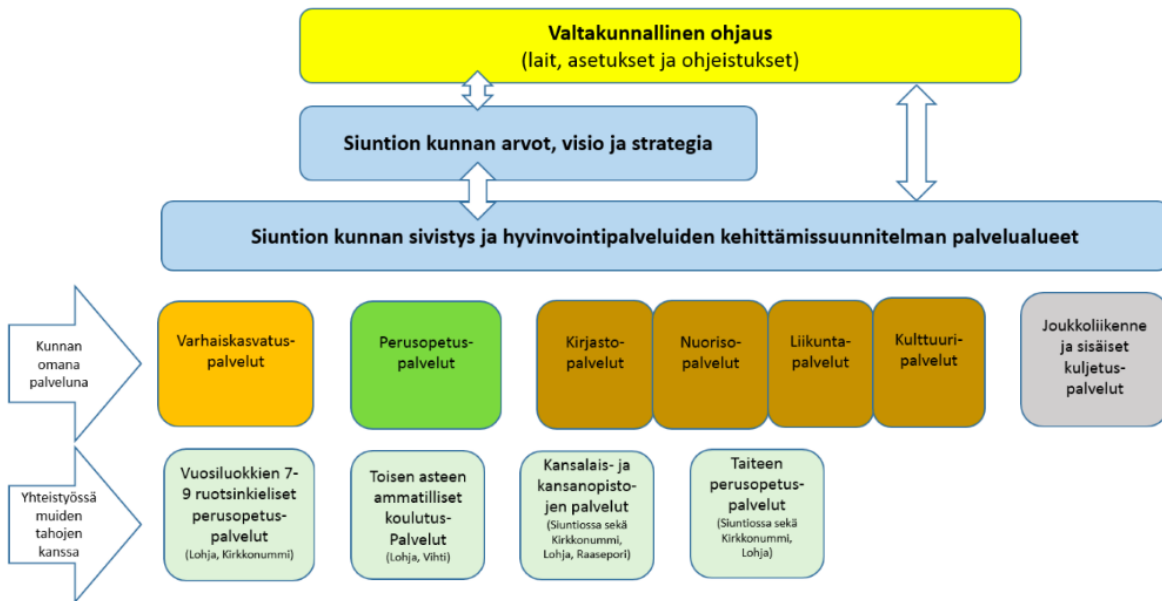 Valtakunnallinen ohjaus
(lait, asetukset ja ohjeistukset)
Siuntion kunnan arvot, visio ja strategia
Siuntion kunnan sivistys ja hyvinvointipalveluiden kehittämissuunnitelman palvelualueet
Kunnan
omana
palveluna
Varhaiskasvatus-
palvelut
Perusopetus-
palvelut
Kirjasto-
palvelut
Nuoriso-
palvelut
Liikunta-
palvelut
Kulttuuri-
palvelut
Joukkoliikenne
ja sisäiset
kuljetus-
palvelut
Yhteistyössä
muiden
tahojen
kanssa
Vuosiluokkien 7-
9 ruotsinkieliset
perusopetus-
palvelut
(Lohja, Kirkkonummi)
Toisen asteen
ammatilliset
koulutus-
Palvelut
(Lohja, Vihti)
Kansalais- ja
kansanopisto-
jen palvelut
(Siuntiossa sekä
Kirkkonummi,
Lohja, Raasepori)
Taiteen
perusopetus-
palvelut
(Siuntiossa sekä
Kirkkonummi,
Lohja)